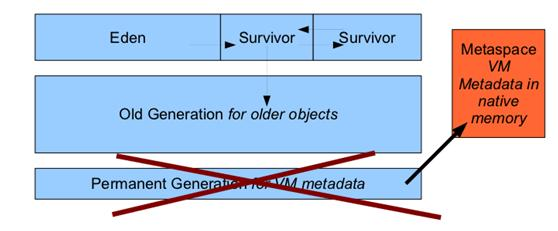 Eden
Survivor
Survivor
Metaspace
VM
Metadata in
native
memory
Old Generation for older objects
Permanent Generation for VM metadata